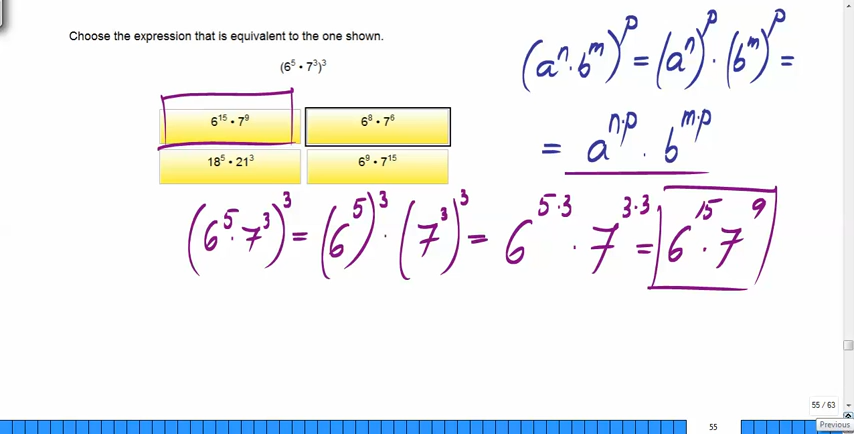 Choose the expression that is equivalent to the one shown.
(6⁵ • 7³)³
6¹⁵ • 7⁹
6⁸ • 7⁶
18⁵ • 21³
6⁹ • 7¹⁵
(aⁿ · bᵐ)ᵖ = (aⁿ)ᵖ · (bᵐ)ᵖ =
= aⁿ·ᵖ · bᵐ·ᵖ
(6⁵ · 7³)³ = (6⁵)³ · (7³)³ = 6⁵·³ · 7³·³ = 6¹⁵ · 7⁹
55 / 63
55
Previous